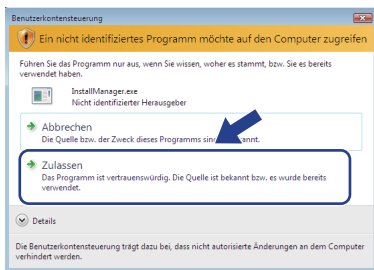 Benutzerkontensteuerung
Ein nicht identifiziertes Programm möchte auf den Computer zugreifen
Führen Sie das Programm nur aus, wenn Sie wissen, woher es stammt, bzw. Sie es bereits
verwendet haben.
InstallManager.exe
Nicht identifizierter Herausgeber
Abbrechen
Die Quelle bzw. der Zweck dieses Programms sind
Zulassen
Das Programm ist vertrauenswürdig. Die Quelle ist bekannt bzw. es wurde bereits
verwendet.
Details
Die Benutzerkontensteuerung trägt dazu bei, dass nicht autorisierte Änderungen an dem Computer
verhindert werden.